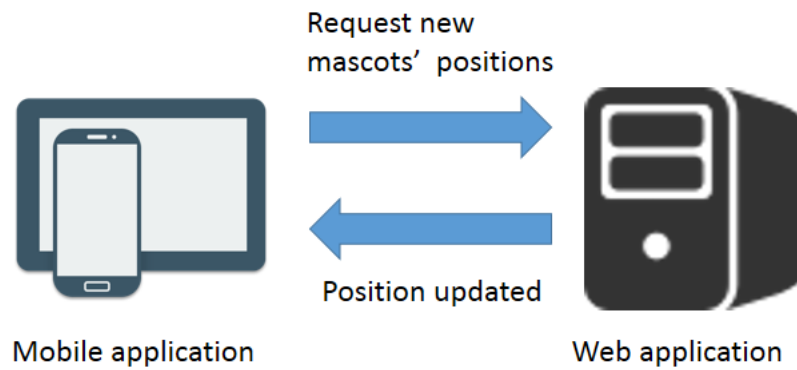 Request new
mascots’ positions
Position updated
Mobile application
Web application